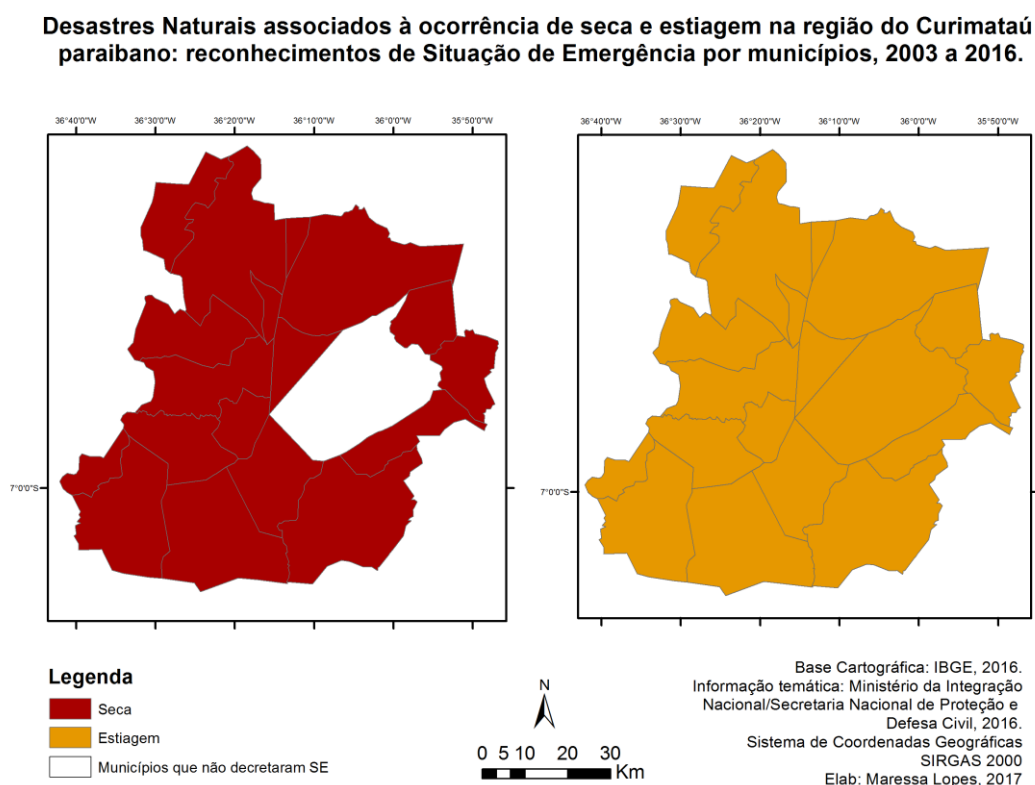 Desastres Naturais associados à ocorrência de seca e estiagem na região do Curimataú
paraibano: reconhecimentos de Situação de Emergência por municípios, 2003 a 2016.
36°40'0"W 36°30'0"W 36°20'0"W 36°10'0"W 36°0'0"W 35°50'0"W
36°40'0"W 36°30'0"W 36°20'0"W 36°10'0"W 36°0'0"W 35°50'0"W
7°0'0"S
7°0'0"S
Legenda
Seca
Estiagem
Municípios que não decretaram SE
N
0 5 10 20 30
Km
Base Cartográfica: IBGE, 2016.
Informação temática: Ministério da Integração
Nacional/Secretaria Nacional de Proteção e
Defesa Civil, 2016.
Sistema de Coordenadas Geográficas
SIRGAS 2000
Elab: Maressa Lopes, 2017